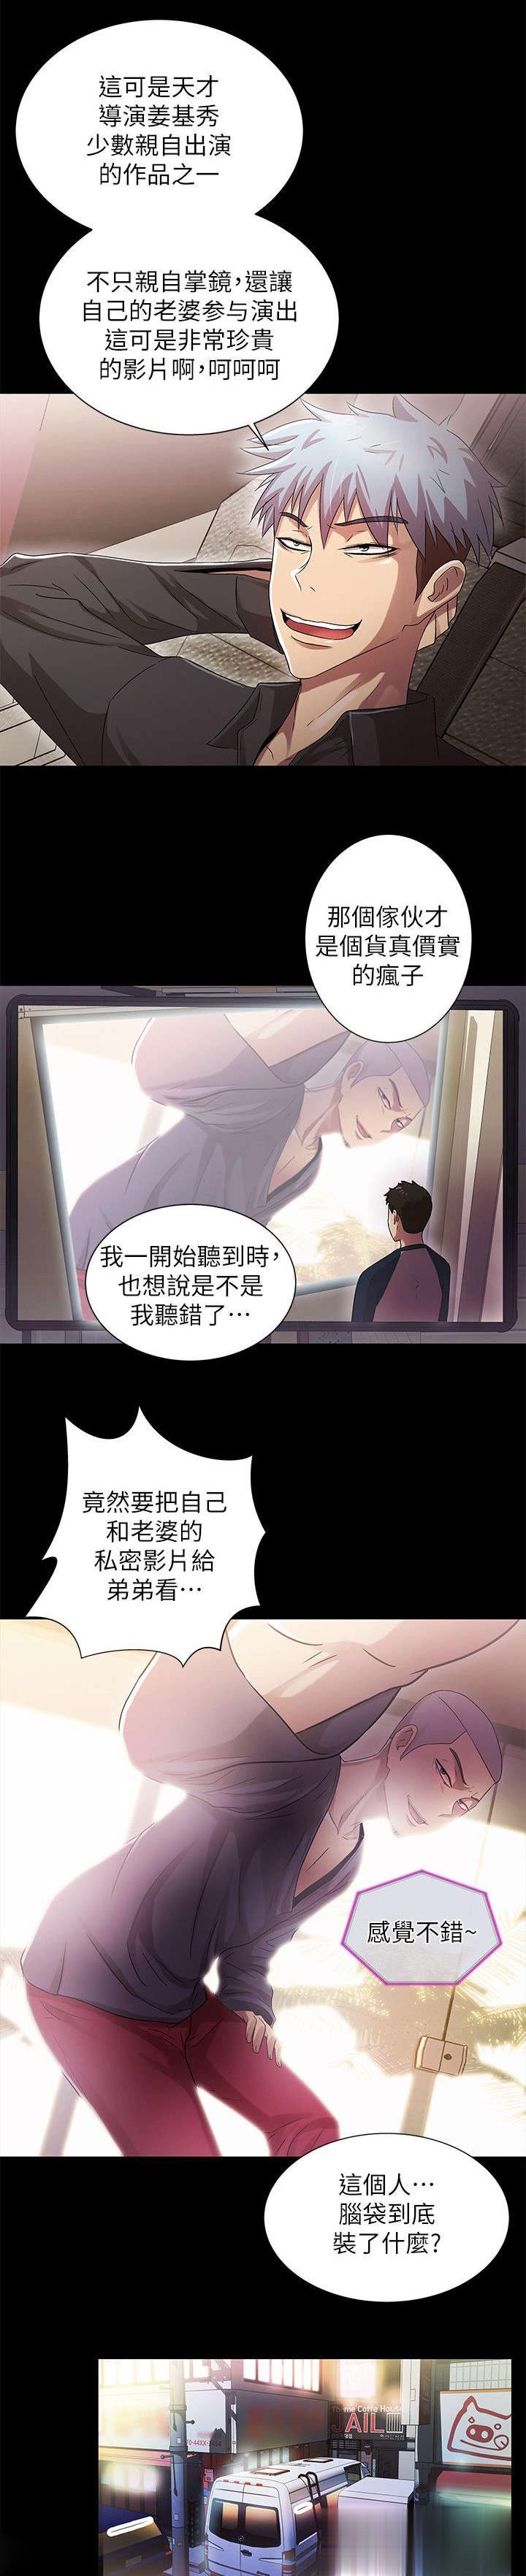 這可是天才
導演姜基秀
少數親自出演
的作品之一
不只親自掌鏡，還讓
自己的老婆參与演出
這可是非常珍貴
的影片啊，呵呵呵
那個傢伙才
是個貨真價實
的瘋子
我一開始聽到時，
也想說是不是
我聽錯了⋯
竟然要把自己
和老婆的
私密影片給
弟弟看⋯
感覺不錯~
這個人⋯
腦袋到底
裝了什麼?
JAIL